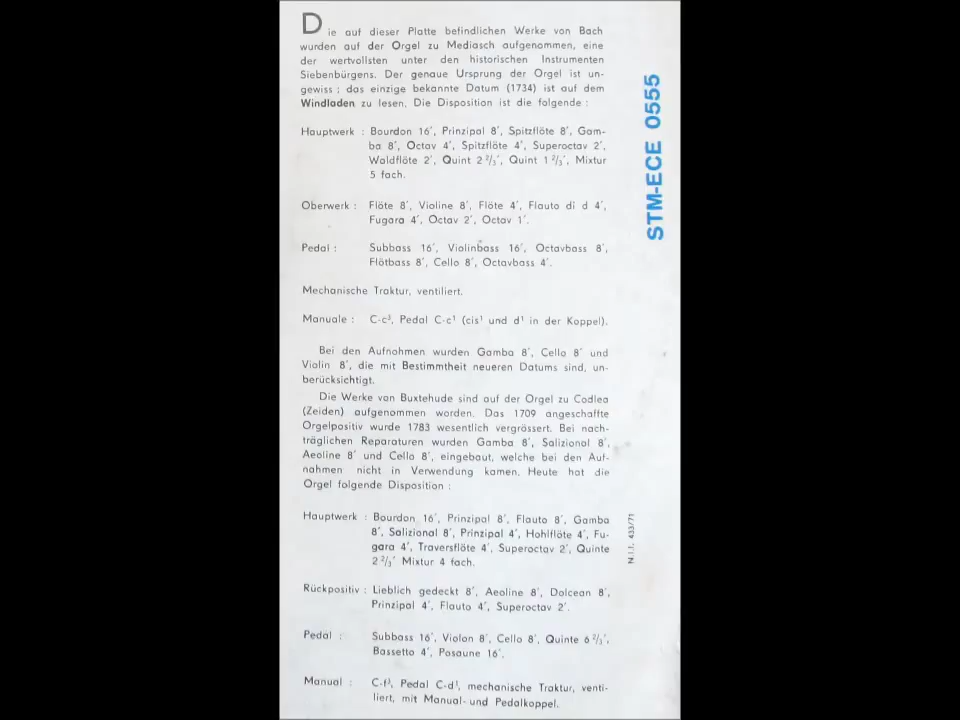 Die auf dieser Platte befindlichen Werke von Bach
wurden auf der Orgel zu Mediasch aufgenommen, eine
der wertvollsten unter den historischen Instrumenten
Siebenbürgens. Der genaue Ursprung der Orgel ist un-
gewiss ; das einzige bekannte Datum (1734) ist auf dem
Windladen zu lesen. Die Disposition ist die folgende :
Hauptwerk : Bourdon 16′, Prinzipal 8′, Spitzflöte 8′, Gam-
ba 8′, Octav 4′, Spitzflöte 4′, Superoctav 2′,
Waldflöte 2′, Quint 2 2/3′, Quint 1 2/3′, Mixtur
5 fach.
Oberwerk : Flöte 8′, Violine 8′, Flöte 4′, Flauto di d 4′,
Fugara 4′, Octav 2′, Octav 1′.
Pedal : Subbass 16′, Violinbass 16′, Octavbass 8′,
Flötbass 8′, Cello 8′, Octavbass 4′.
Mechanische Traktur, ventiliert.
Manuale : C-c³, Pedal C-c¹ (cis¹ und d¹ in der Koppel).
Bei den Aufnahmen wurden Gamba 8′, Cello 8′ und
Violin 8′, die mit Bestimmtheit neueren Datums sind, un-
berücksichtigt.
Die Werke van Buxtehude sind auf der Orgel zu Codlea
(Zeiden) aufgenommen worden. Das 1709 angeschaffte
Orgelpositiv wurde 1783 wesentlich vergrössert. Bei nach-
träglichen Reparaturen wurden Gamba 8′, Salizional 8′,
Aeoline 8′ und Cello 8′, eingebaut, welche bei den Auf-
nahmen nicht in Verwendung kamen. Heute hat die
Orgel folgende Disposition :
Hauptwerk : Bourdon 16′, Prinzipal 8′, Flauto 8′, Gamba
8′, Salizional 8′, Prinzipal 4′, Hohlflöte 4′, Fu-
gara 4′, Traversflöte 4′, Superoctav 2′, Quinte
2 2/3′ Mixtur 4 fach.
Rückpositiv : Lieblich gedeckt 8′, Aeoline 8′, Dolcean 8′,
Prinzipal 4′, Flauto 4′, Superoctav 2′.
Pedal : Subbass 16′, Violon 8′, Cello 8′, Quinte 6 2/3′,
Bassetto 4′, Posaune 16′.
Manual : C-f³, Pedal C-d¹, mechanische Traktur, venti-
liert, mit Manual- und Pedalkoppel.
STM-ECE 0555
N.I.I. 433/71